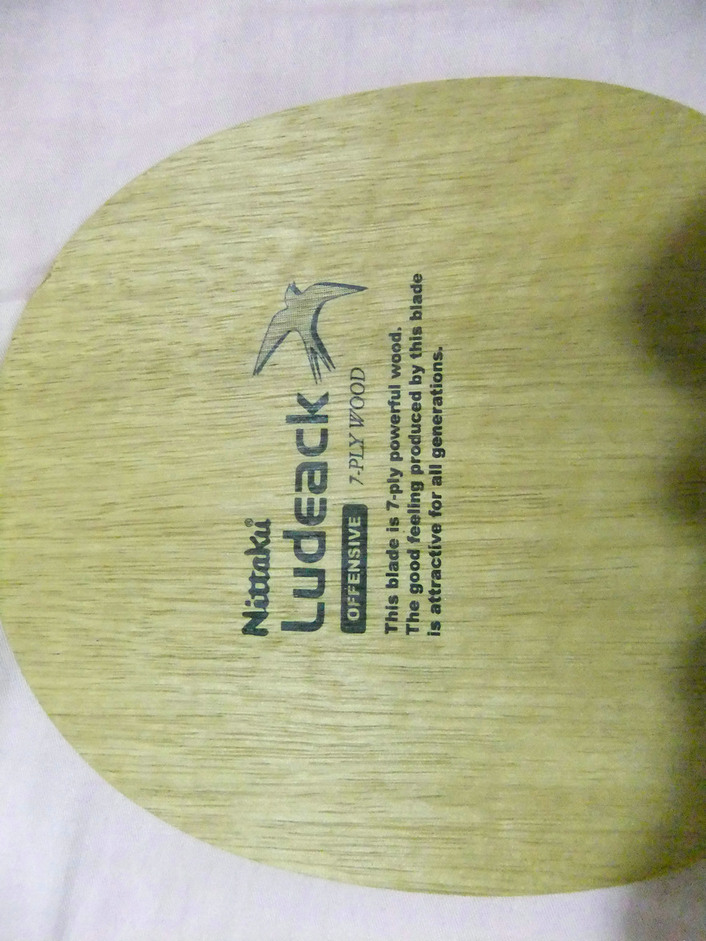 Nittaku®
Ludeack
OFFENSIVE 7-PLY WOOD
This blade is 7-ply powerful wood.
The good feeling produced by this blade
is attractive for all generations.